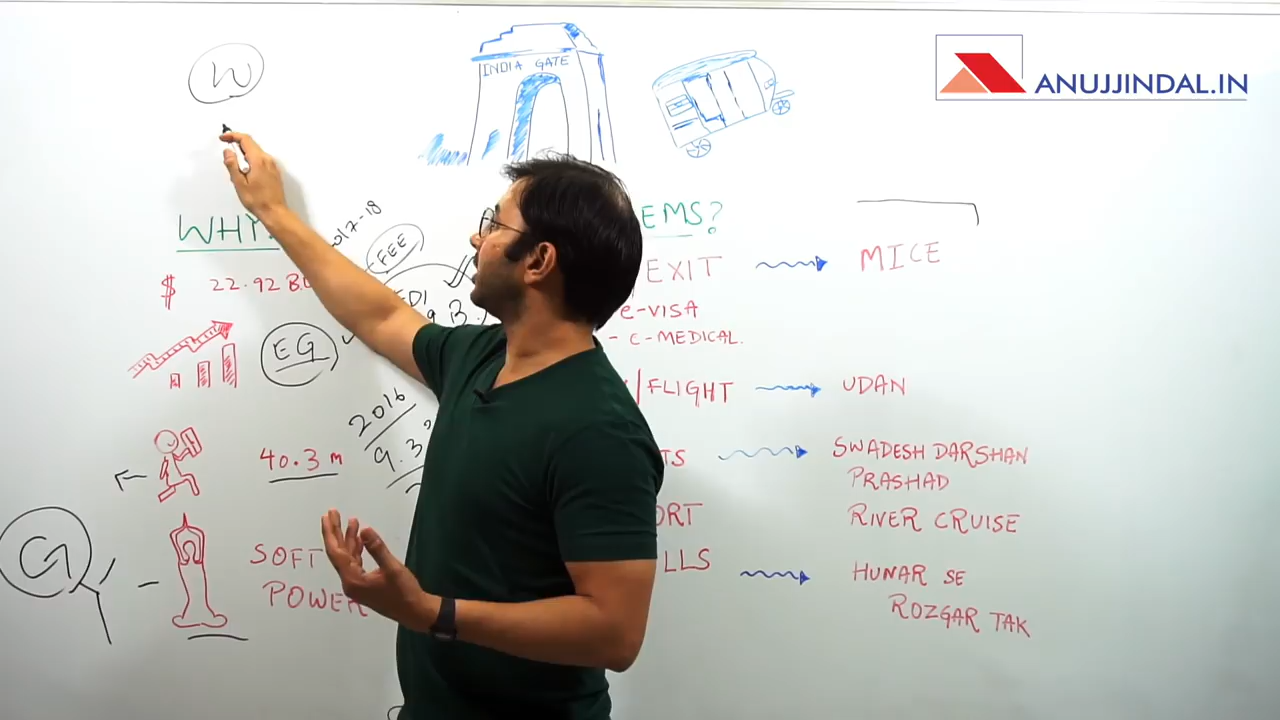 W
INDIA GATE
ANUJJINDAL.IN
WHY?
2017-18
FEE
EMS?
$ 22.92 B
EXIT
MICE
FDI
e-VISA
- C-MEDICAL.
EG
/FLIGHT
UDAN
2016
9.3
40.3 m
TS
SWADESH DARSHAN
PRASHAD
ORT
RIVER CRUISE
G
SOFT
POWER
LLS
HUNAR SE
ROZGAR TAK